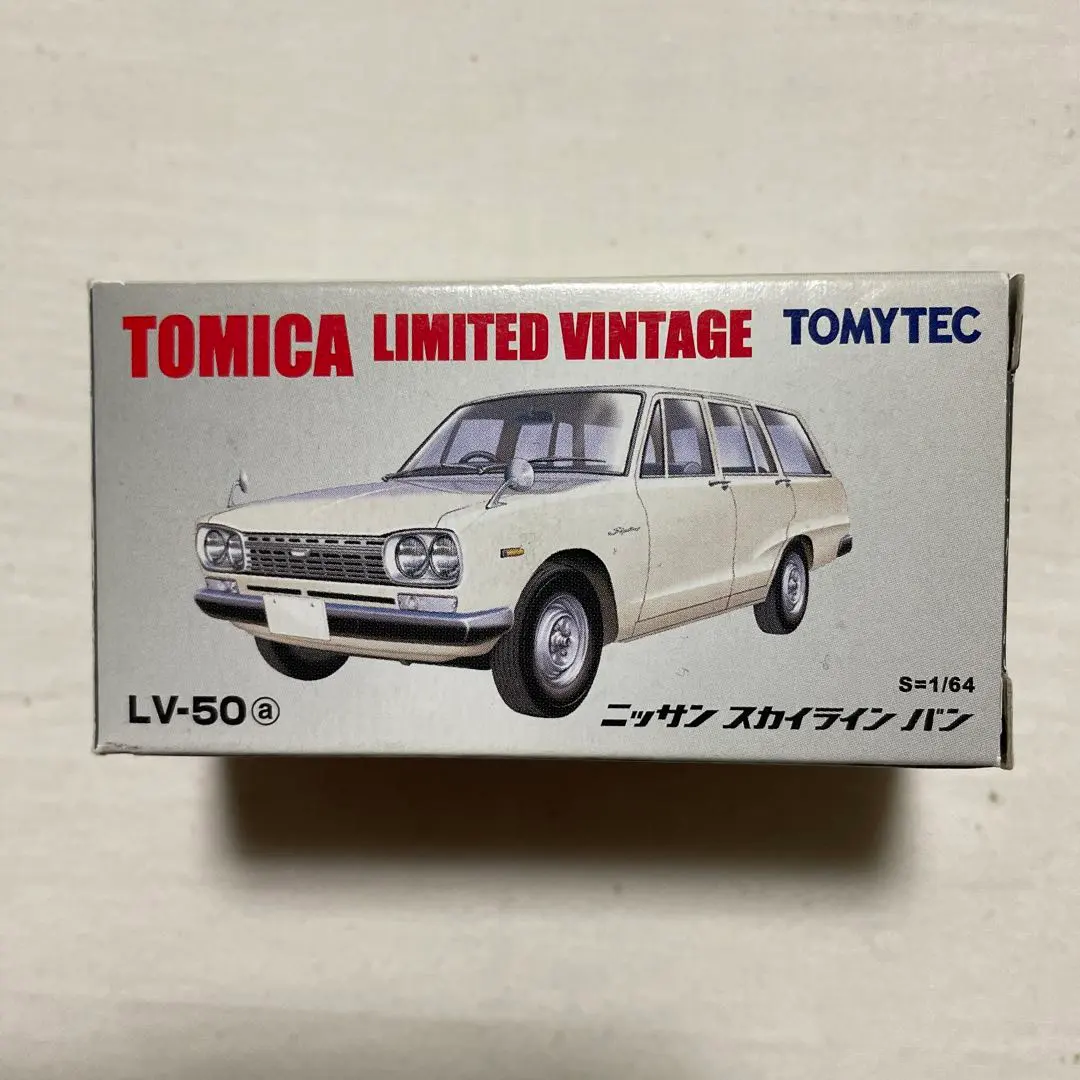 TOMICA LIMITED VINTAGE TOMYTEC
S=1/64
LV-50ⓐ ニッサン スカイライン バン